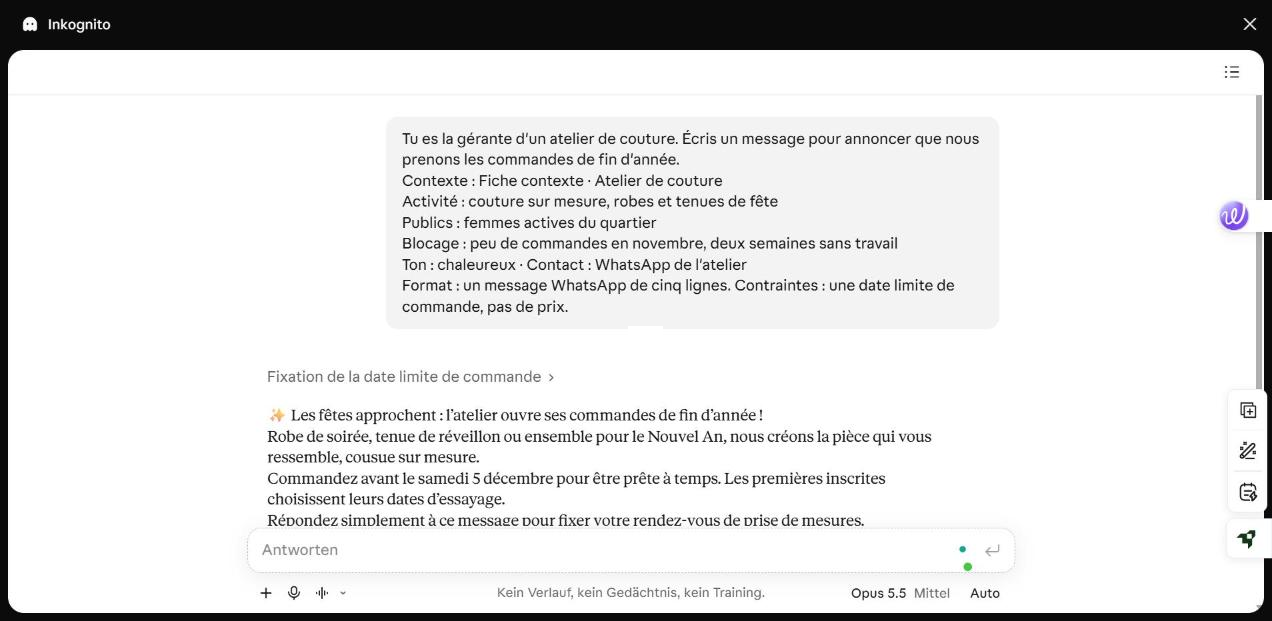 Inkognito
Tu es la gérante d'un atelier de couture. Écris un message pour annoncer que nous
prenons les commandes de fin d'année.
Contexte : Fiche contexte · Atelier de couture
Activité : couture sur mesure, robes et tenues de fête
Publics : femmes actives du quartier
Blocage : peu de commandes en novembre, deux semaines sans travail
Ton : chaleureux · Contact : WhatsApp de l'atelier
Format : un message WhatsApp de cinq lignes. Contraintes : une date limite de
commande, pas de prix.
Fixation de la date limite de commande
✨ Les fêtes approchent : l’atelier ouvre ses commandes de fin d’année !
Robe de soirée, tenue de réveillon ou ensemble pour le Nouvel An, nous créons la pièce qui vous
ressemble, cousue sur mesure.
Commandez avant le samedi 5 décembre pour être prête à temps. Les premières inscrites
choisissent leurs dates d’essayage.
Répondez simplement à ce message pour fixer votre rendez-vous de prise de mesures.
Antworten
Kein Verlauf, kein Gedächtnis, kein Training.
Opus 5.5 Mittel Auto